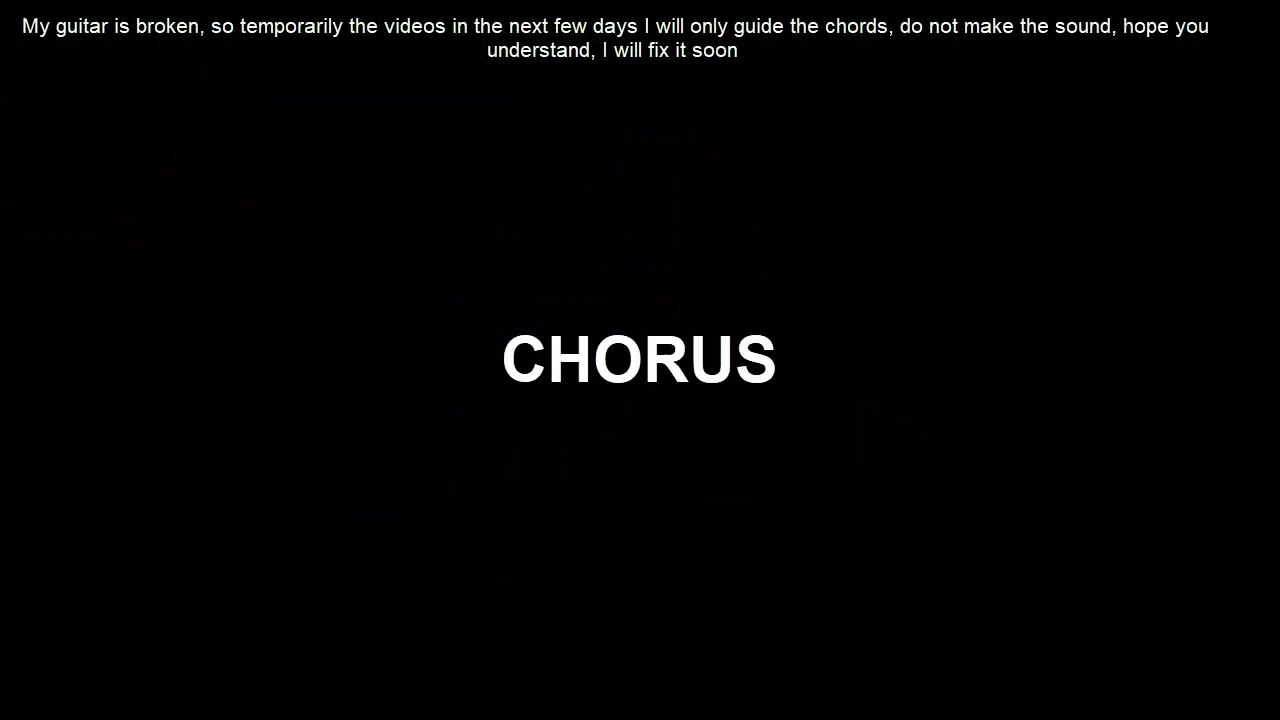 My guitar is broken, so temporarily the videos in the next few days I will only guide the chords, do not make the sound, hope you
understand, I will fix it soon
CHORUS